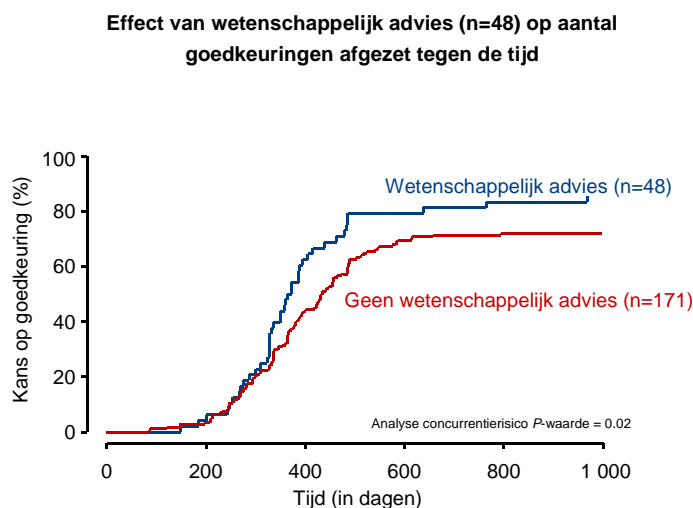 Effect van wetenschappelijk advies (n=48) op aantal
goedkeuringen afgezet tegen de tijd
Kans op goedkeuring (%)
100
80
60
40
20
0
Wetenschappelijk advies (n=48)
Geen wetenschappelijk advies (n=171)
Analyse concurrentierisico P-waarde = 0.02
0 200 400 600 800 1 000
Tijd (in dagen)